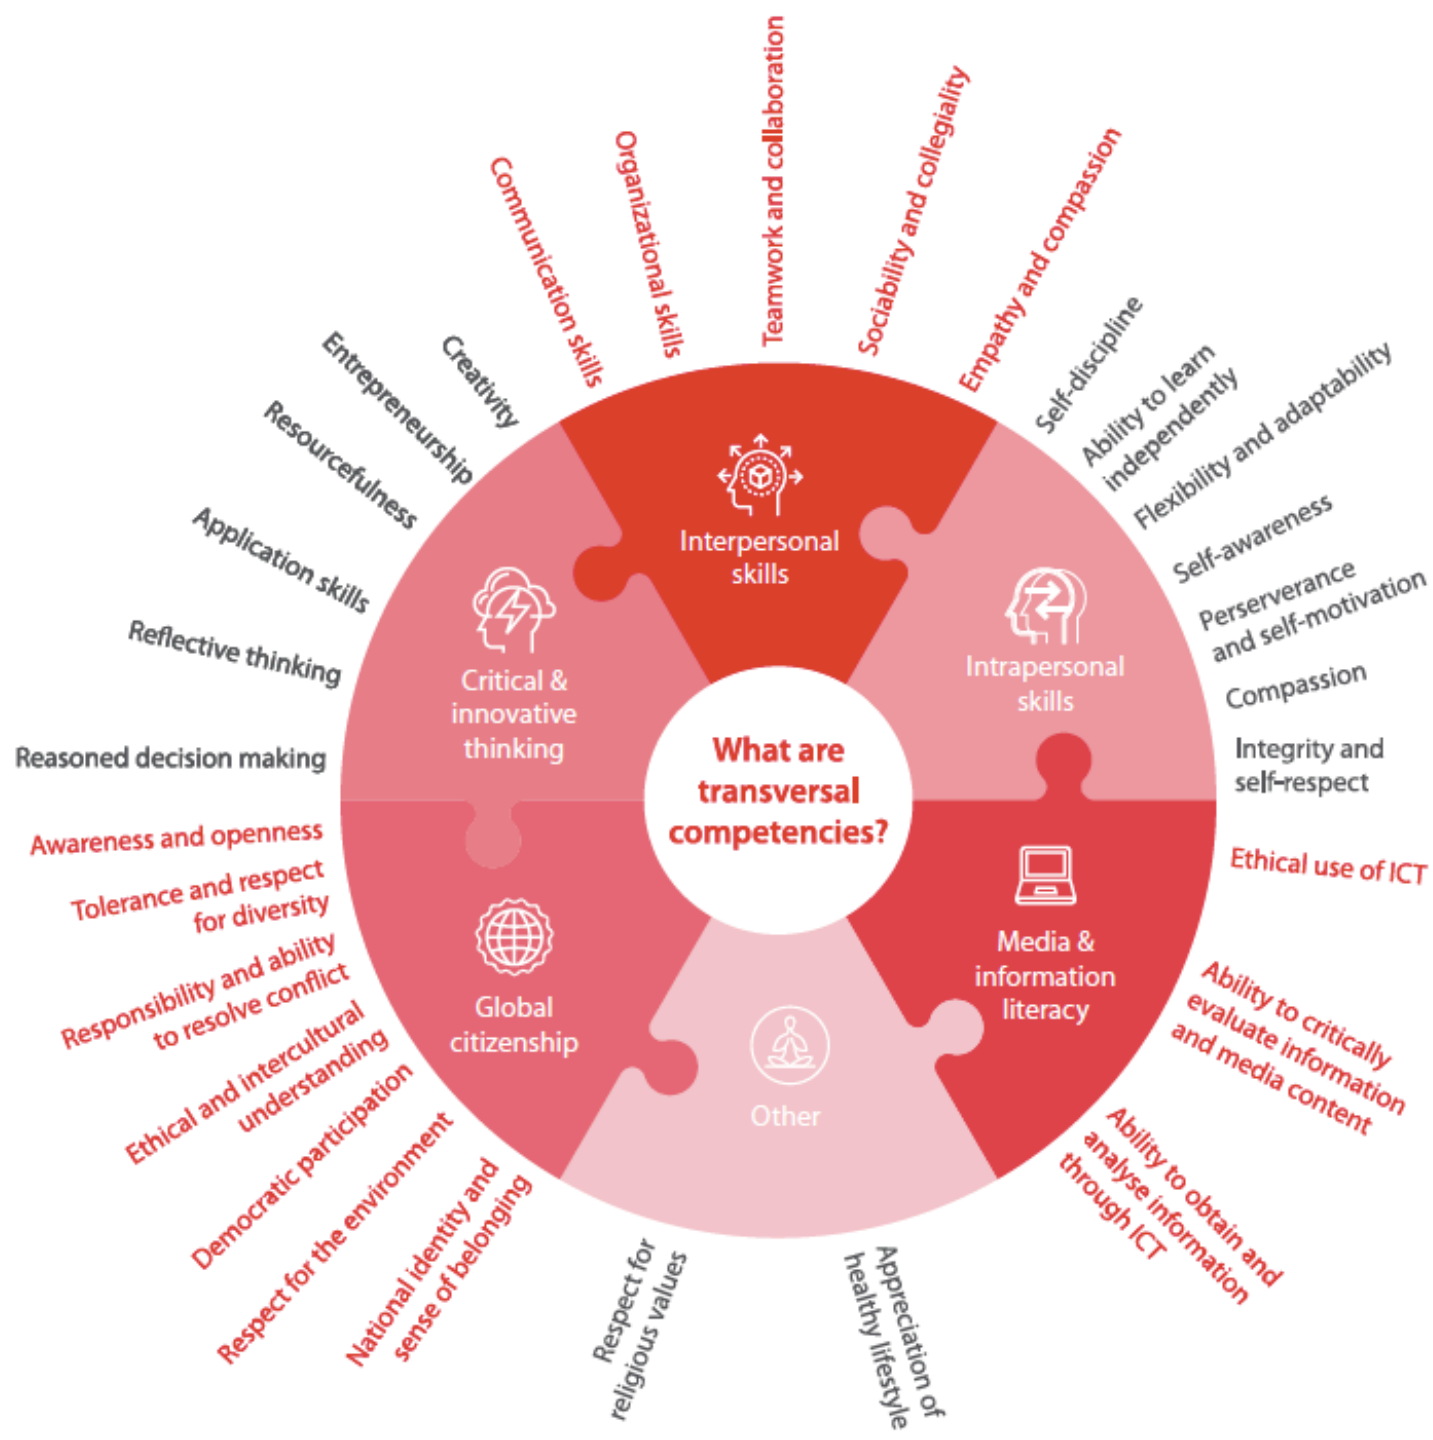 What are
transversal
competencies?
Interpersonal
skills
Communication skills
Organizational skills
Teamwork and collaboration
Sociability and collegiality
Empathy and compassion
Intrapersonal
skills
Self-discipline
Ability to learn
independently
Flexibility and adaptability
Self-awareness
Perserverance
and self-motivation
Compassion
Integrity and
self-respect
Media &
information
literacy
Ethical use of ICT
Ability to critically
evaluate information
and media content
Ability to obtain and
analyse information
through ICT
Other
Appreciation of
healthy lifestyle
Respect for
religious values
Global
citizenship
National identity and
sense of belonging
Respect for the environment
Democratic participation
Ethical and intercultural
understanding
Responsibility and ability
to resolve conflict
Tolerance and respect
for diversity
Awareness and openness
Critical &
innovative
thinking
Reasoned decision making
Reflective thinking
Application skills
Resourcefulness
Entrepreneurship
Creativity